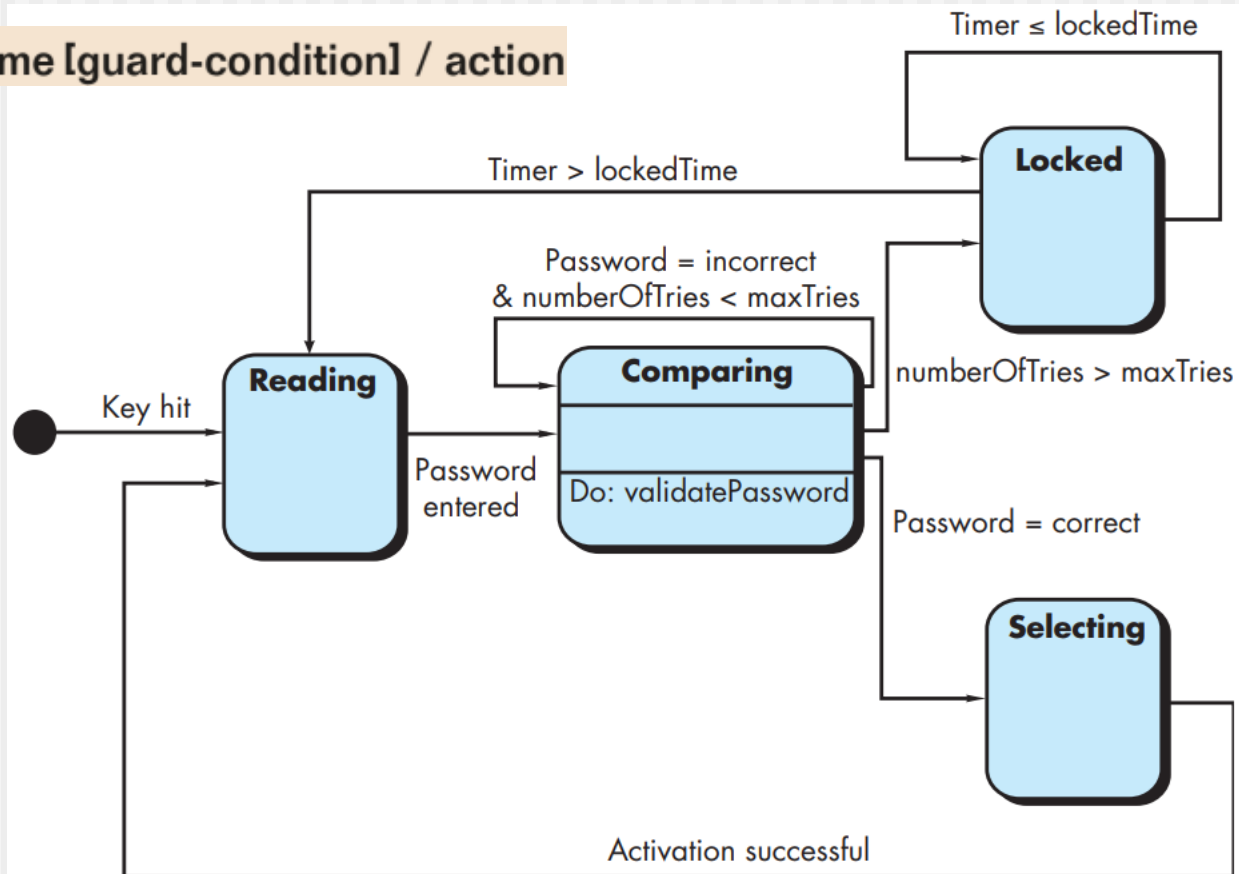 Timer ≤ lockedTime
[guard-condition] / action
Locked
Timer > lockedTime
Password = incorrect
& numberOfTries < maxTries
Comparing
numberOfTries > maxTries
Reading
Key hit
Password
entered
Do: validatePassword
Password = correct
Selecting
Activation successful